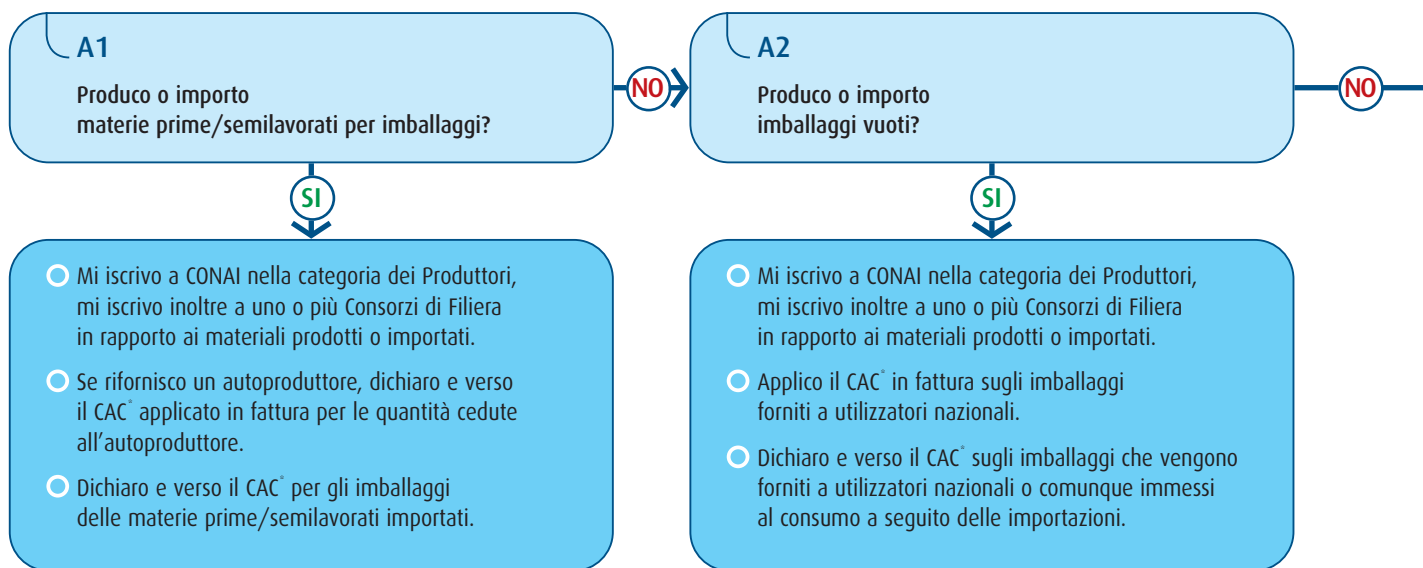 A1
Produco o importo
materie prime/semilavorati per imballaggi?
NO
A2
Produco o importo
imballaggi vuoti?
NO
SI
SI
Mi iscrivo a CONAI nella categoria dei Produttori,
mi iscrivo inoltre a uno o più Consorzi di Filiera
in rapporto ai materiali prodotti o importati.
Se rifornisco un autoproduttore, dichiaro e verso
il CAC° applicato in fattura per le quantità cedute
all'autoproduttore.
Dichiaro e verso il CAC° per gli imballaggi
delle materie prime/semilavorati importati.
Mi iscrivo a CONAI nella categoria dei Produttori,
mi iscrivo inoltre a uno o più Consorzi di Filiera
in rapporto ai materiali prodotti o importati.
Applico il CAC° in fattura sugli imballaggi
forniti a utilizzatori nazionali.
Dichiaro e verso il CAC° sugli imballaggi che vengono
forniti a utilizzatori nazionali o comunque immessi
al consumo a seguito delle importazioni.